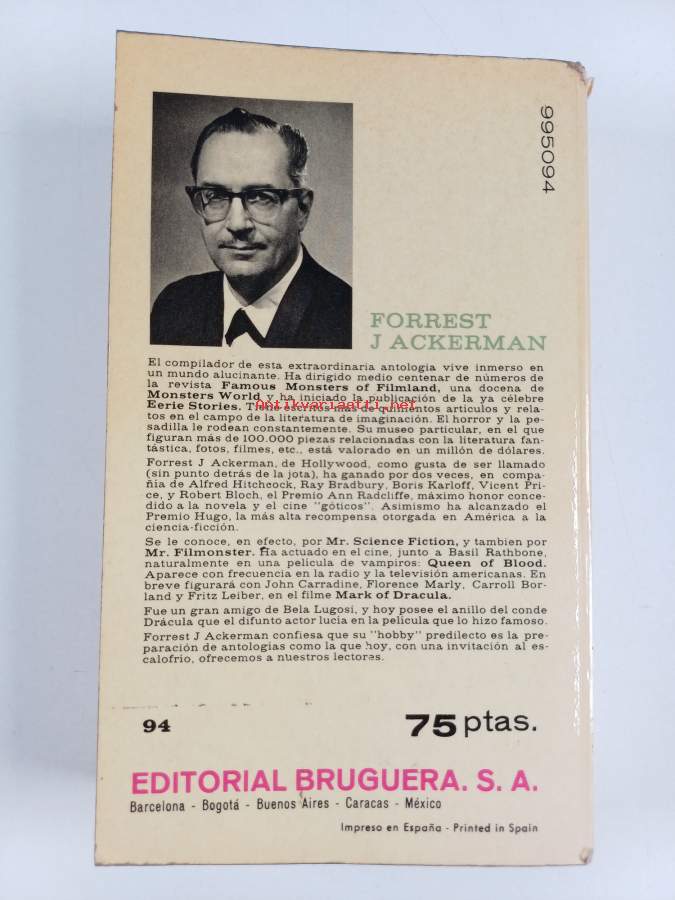 995094
FORREST
J ACKERMAN
El compilador de esta extraordinaria antología vive inmerso en
un mundo alucinante. Ha dirigido medio centenar de números de
la revista Famous Monsters of Filmland, una docena de
Monsters World y ha iniciado la publicación de la ya célebre
Eerie Stories. Tiene escritos más de quinientos artículos y rela-
antikvariaatti.net
tos en el campo de la literatura de imaginación. El horror y la pe-
sadilla le rodean constantemente. Su museo particular, en el que
figuran más de 100.000 piezas relacionadas con la literatura fan-
tástica, fotos, filmes, etc., está valorado en un millón de dólares.
Forrest J Ackerman, de Hollywood, como gusta de ser llamado
(sin punto detrás de la jota), ha ganado por dos veces, en compa-
ñía de Alfred Hitchcock, Ray Bradbury, Boris Karloff, Vicent Pri-
ce, y Robert Bloch, el Premio Ann Radcliffe, máximo honor conce-
dido a la novela y el cine "góticos". Asimismo ha alcanzado el
Premio Hugo, la más alta recompensa otorgada en América a la
ciencia-ficción.
Se le conoce, en efecto, por Mr. Science Fiction, y tambien por
Mr. Filmonster. Ha actuado en el cine, junto a Basil Rathbone,
naturalmente en una película de vampiros: Queen of Blood.
Aparece con frecuencia en la radio y la televisión americanas. En
breve figurará con John Carradine, Florence Marly, Carroll Bor-
land y Fritz Leiber, en el filme Mark of Dracula.
Fue un gran amigo de Bela Lugosi, y hoy posee el anillo del conde
Drácula que el difunto actor lucía en la película que lo hizo famoso.
Forrest J Ackerman confiesa que su "hobby" predilecto es la pre-
paración de antologías como la que hoy, con una invitación al es-
calofrío, ofrecemos a nuestros lectores.
94
75 ptas.
EDITORIAL BRUGUERA. S. A.
Barcelona - Bogotá - Buenos Aires - Caracas - México
Impreso en España - Printed in Spain